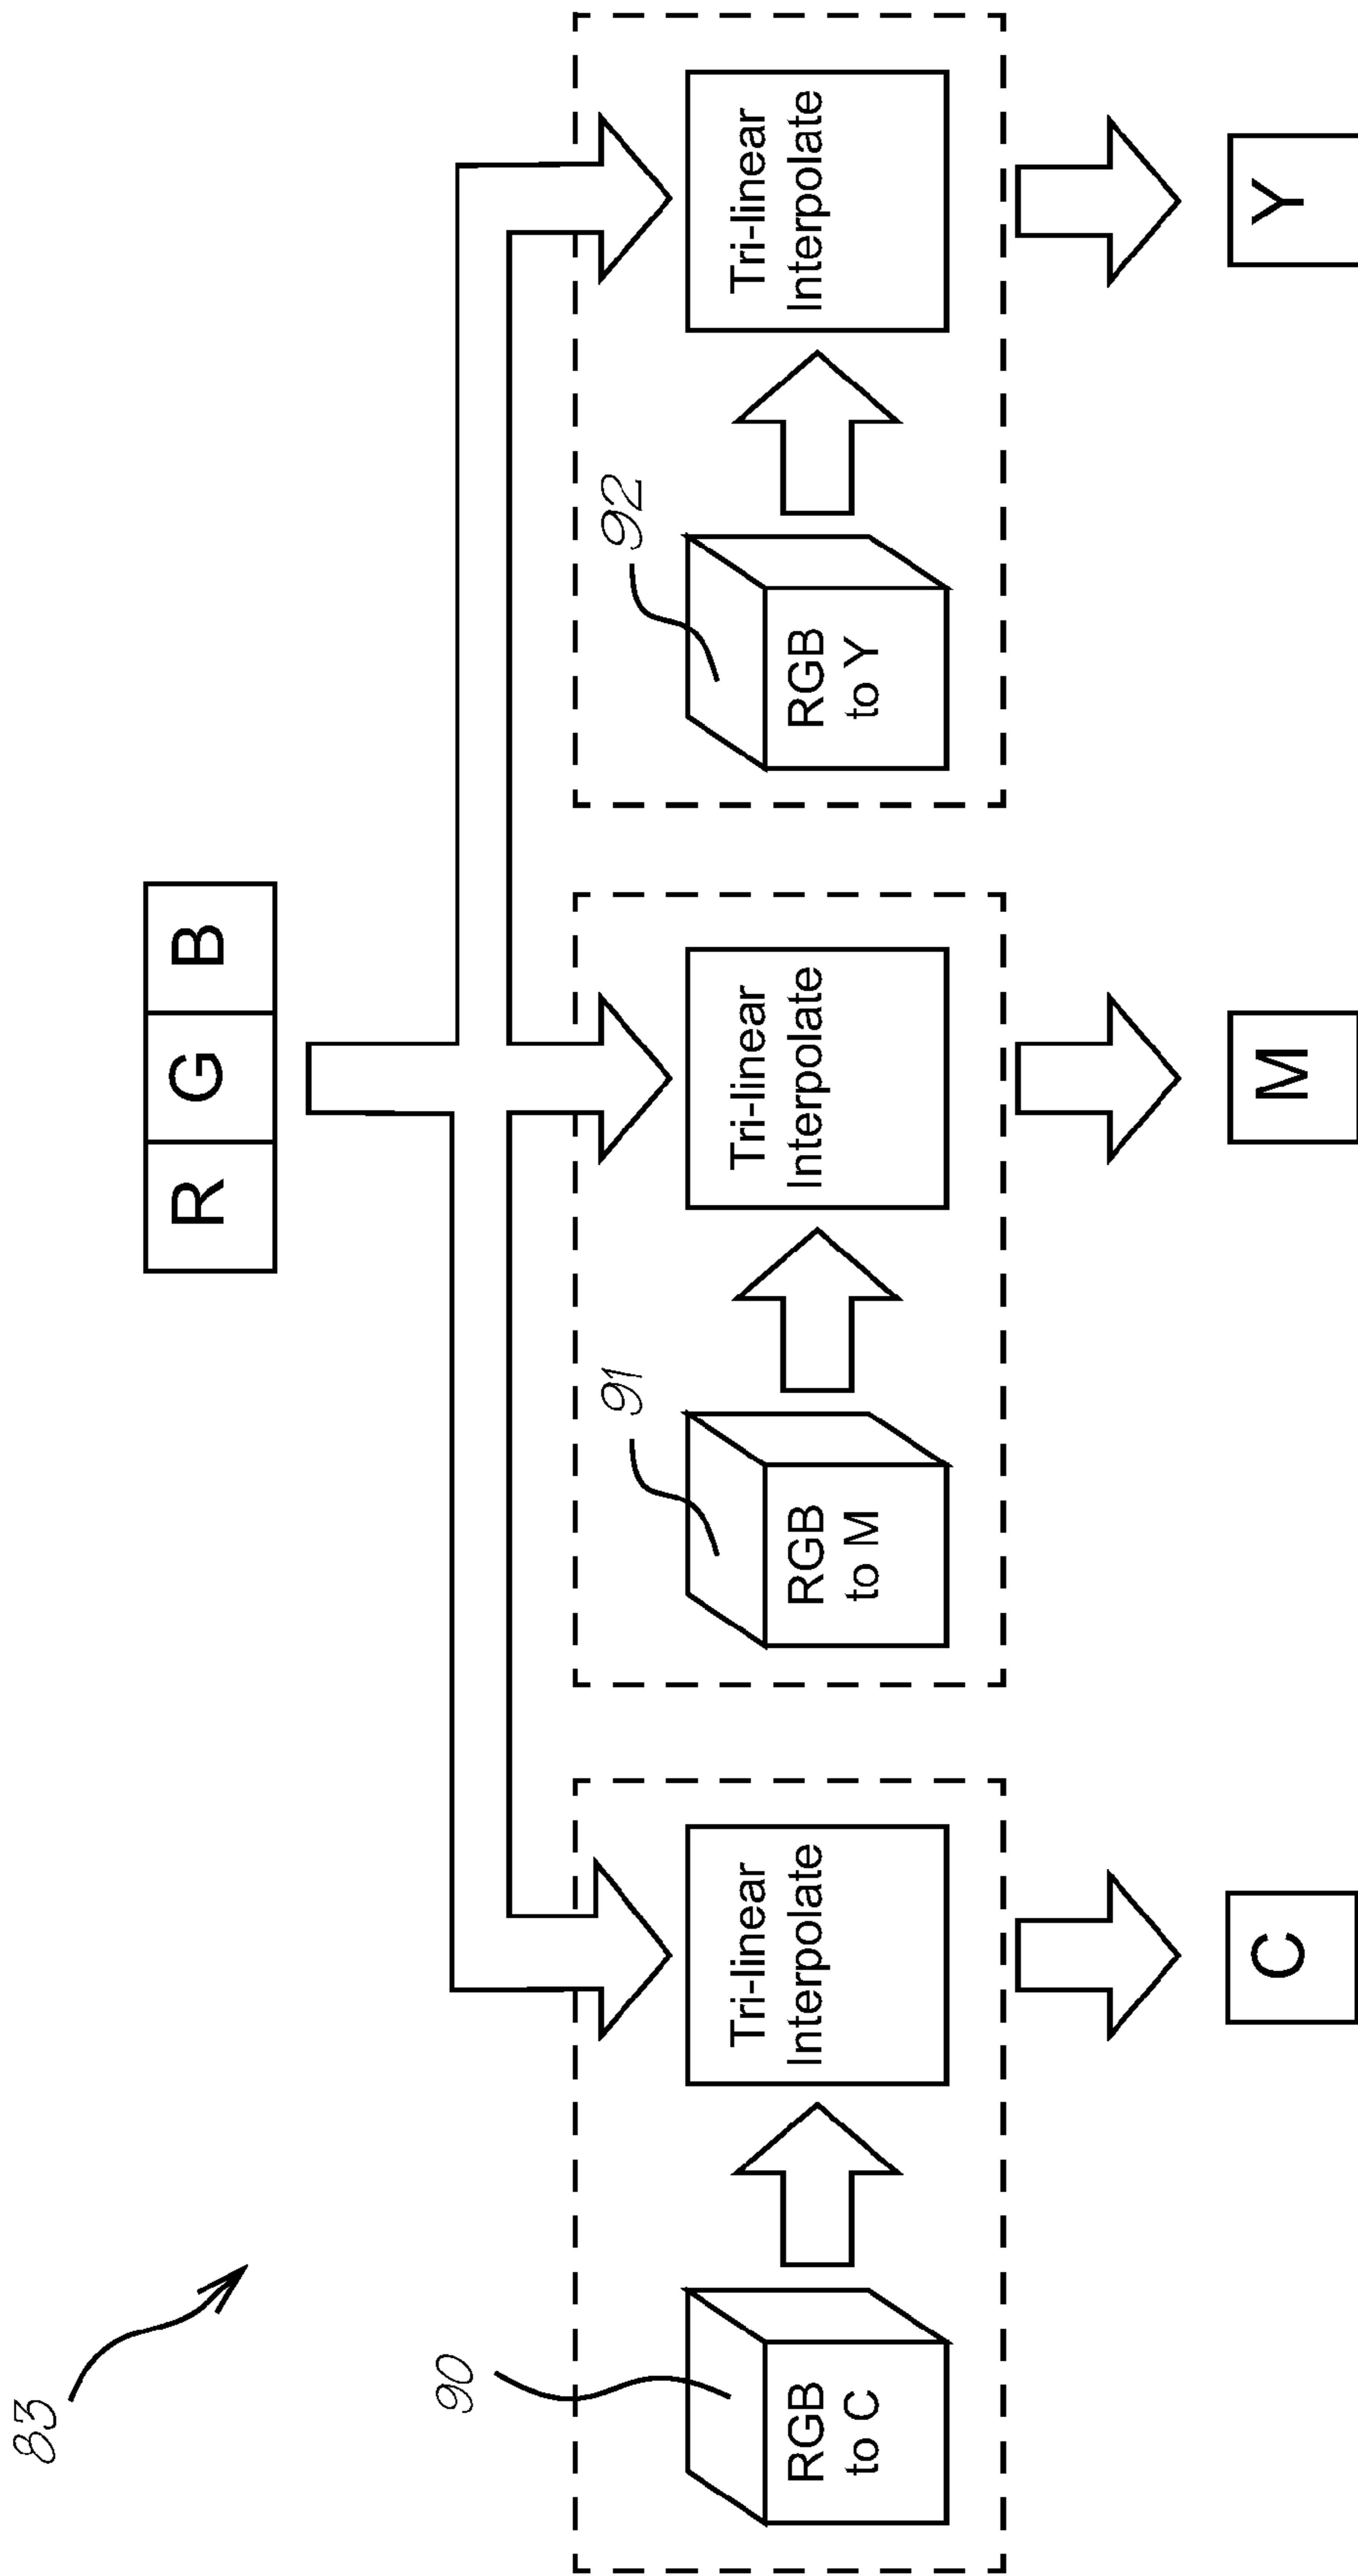 83
R G B
90
RGB
to C
Tri-linear
Interpolate
91
RGB
to M
Tri-linear
Interpolate
92
RGB
to Y
Tri-linear
Interpolate
C
M
Y